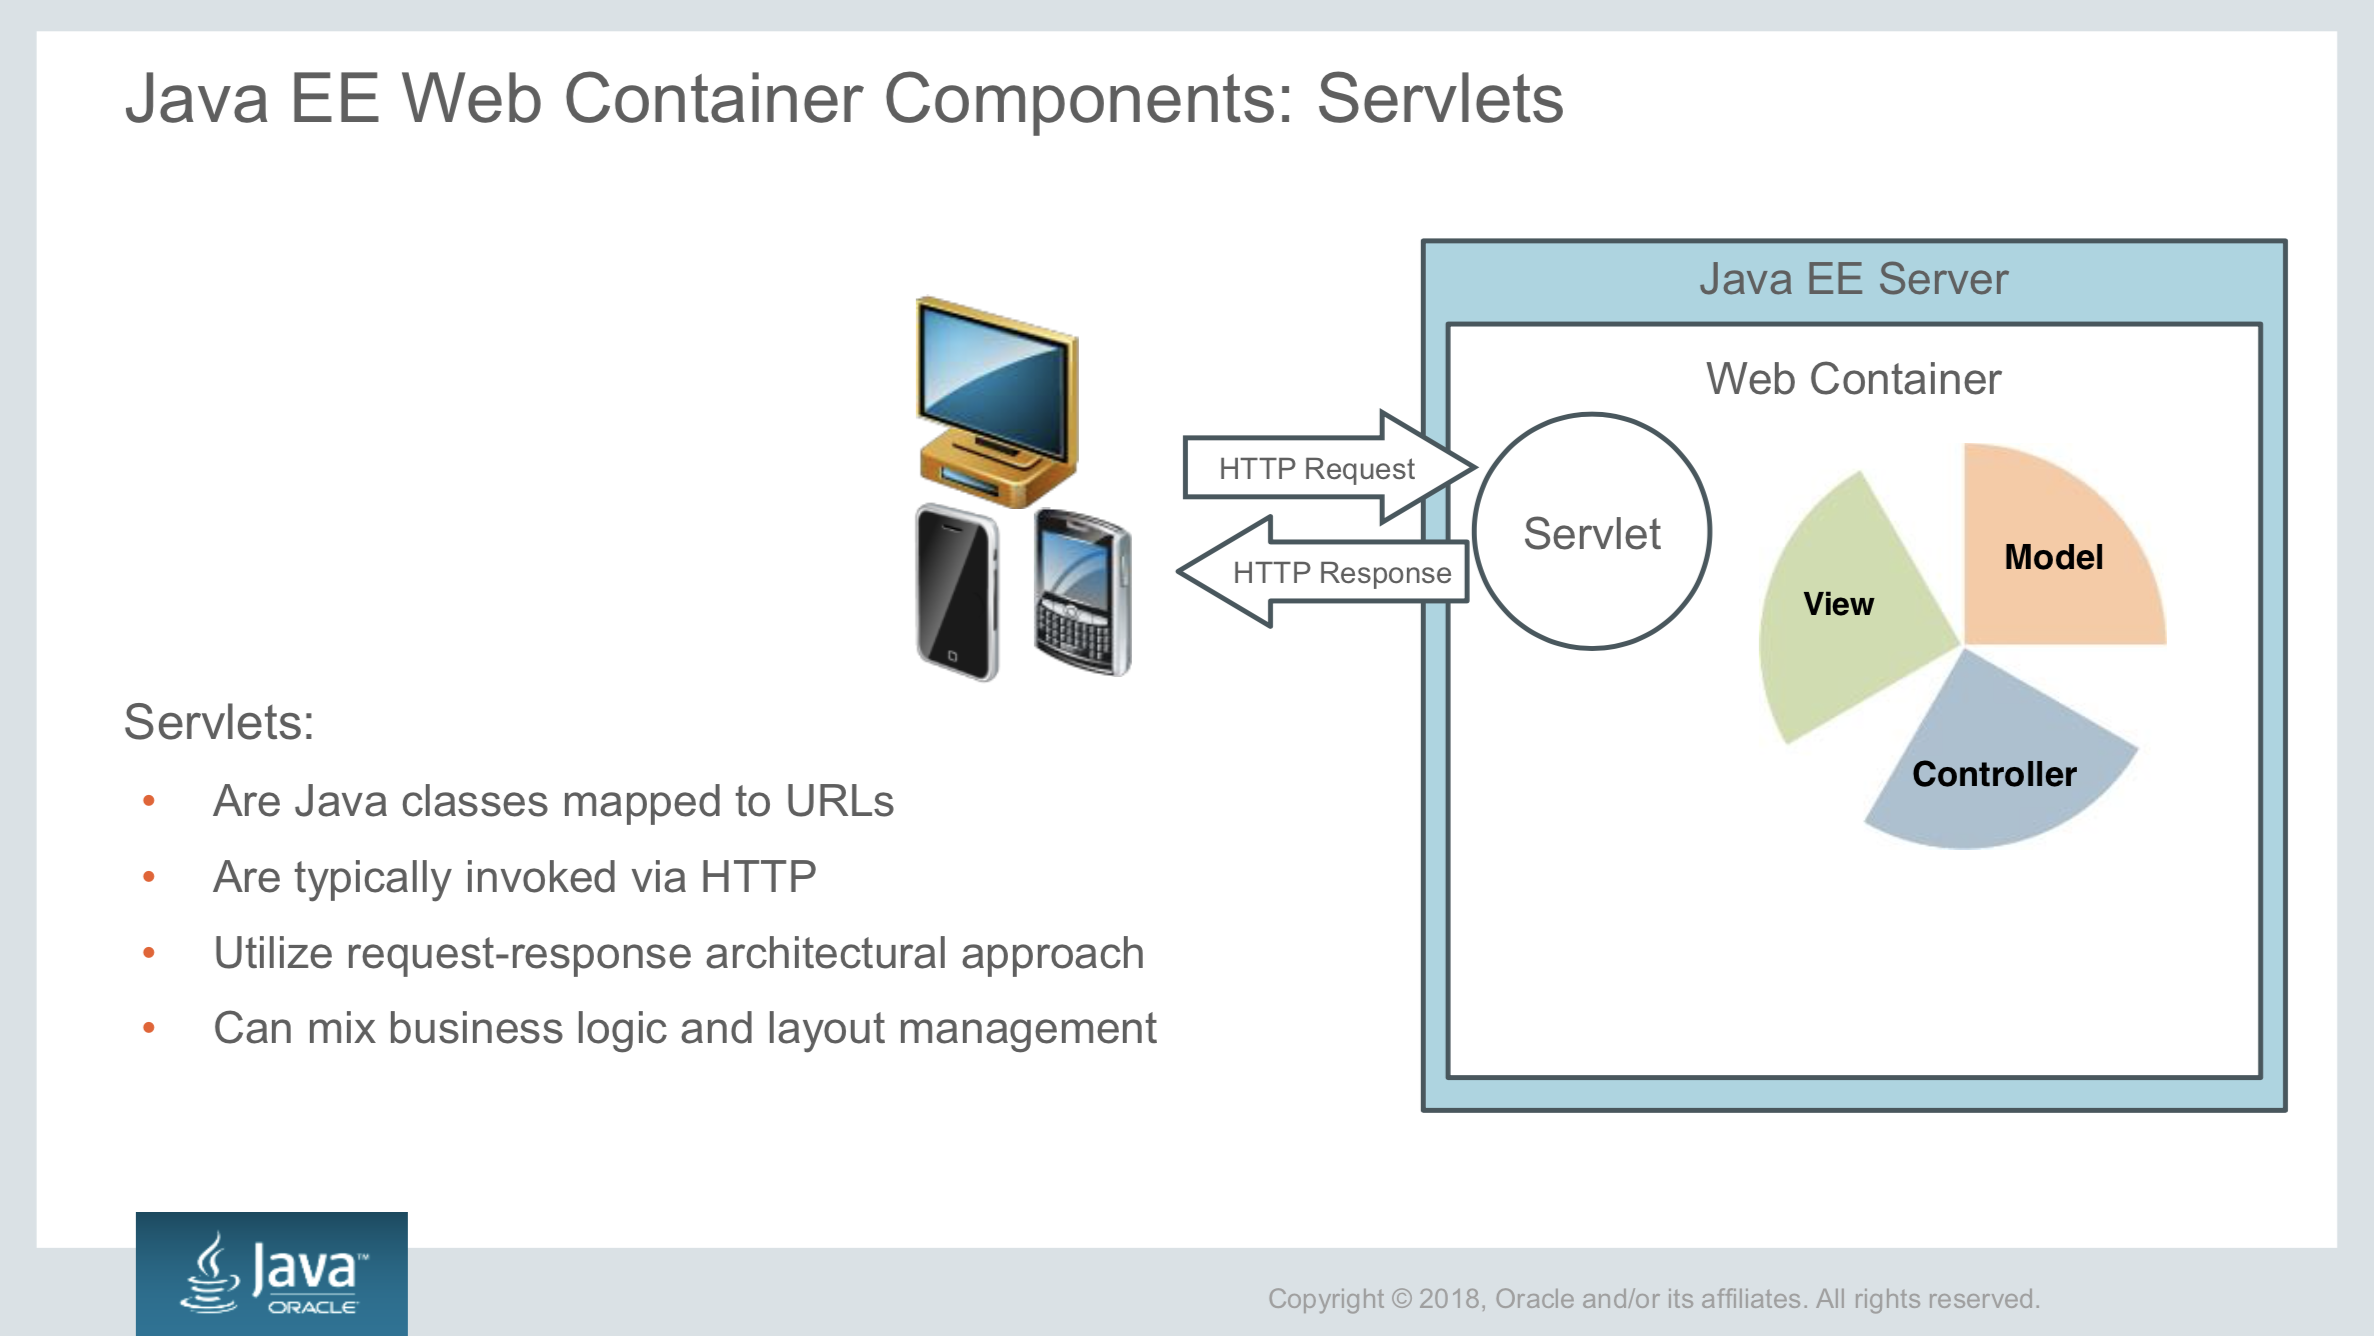 Java EE Web Container Components: Servlets
Java EE Server
Web Container
HTTP Request
HTTP Response
Servlet
Model
View
Controller
Servlets:
• Are Java classes mapped to URLs
• Are typically invoked via HTTP
• Utilize request-response architectural approach
• Can mix business logic and layout management
Java™
ORACLE
Copyright © 2018, Oracle and/or its affiliates. All rights reserved.